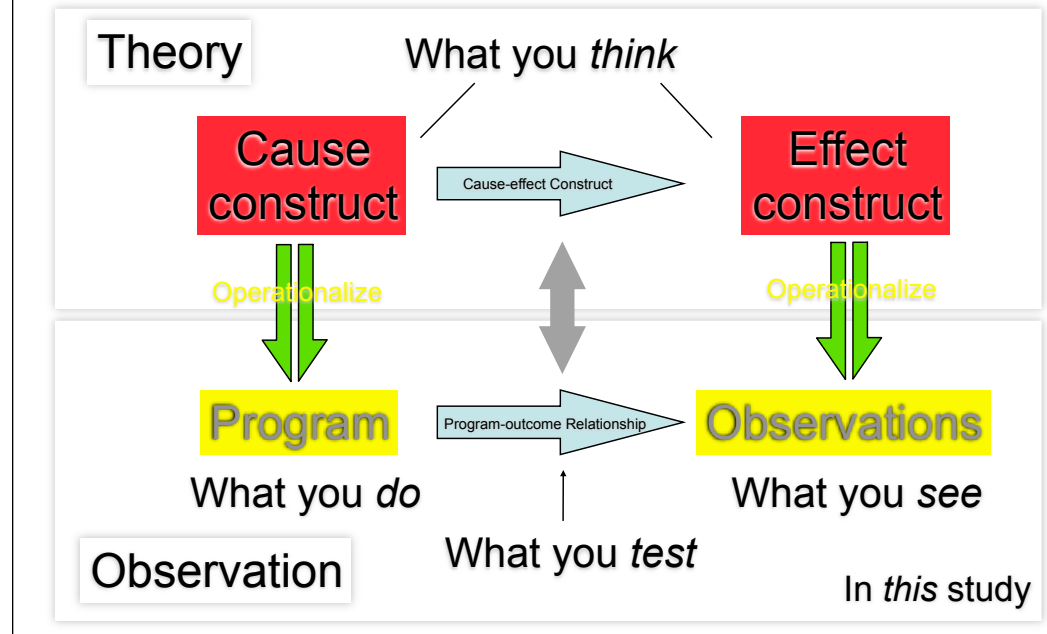 Theory
What you think
Cause
construct
Cause-effect Construct
Effect
construct
Operationalize
Operationalize
Program
Program-outcome Relationship
Observations
What you do
What you see
What you test
Observation
In this study